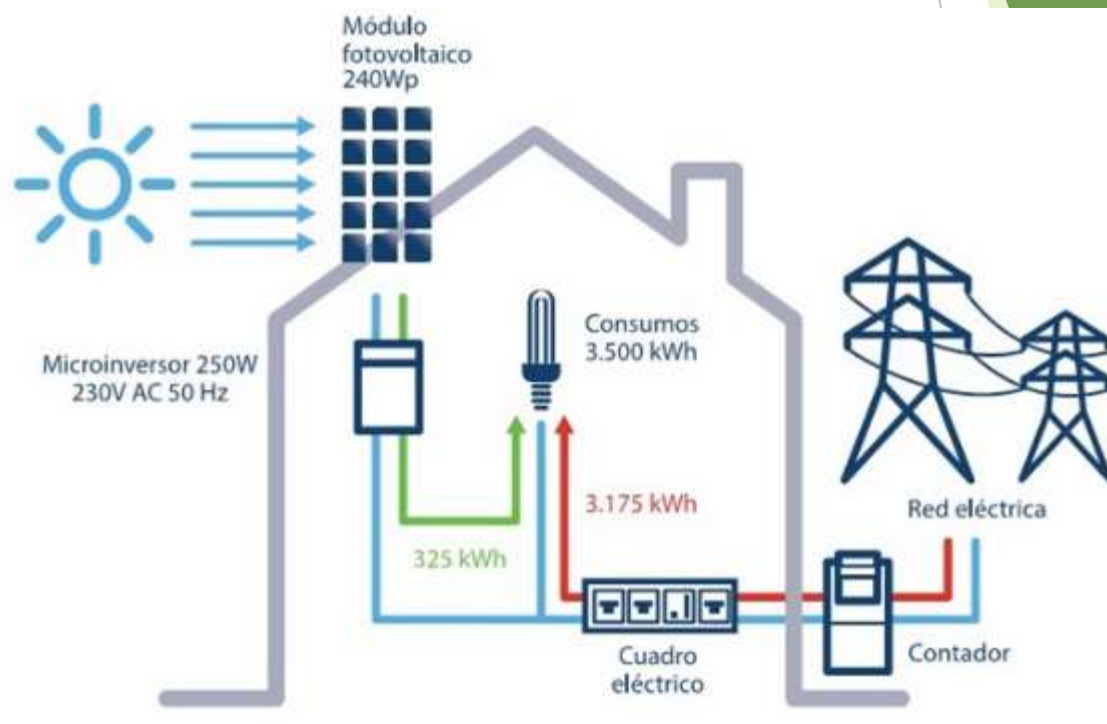 Módulo
fotovoltaico
240Wp
Microinversor 250W
230V AC 50 Hz
Consumos
3.500 kWh
3.175 kWh
325 kWh
Red eléctrica
Cuadro
eléctrico
Contador